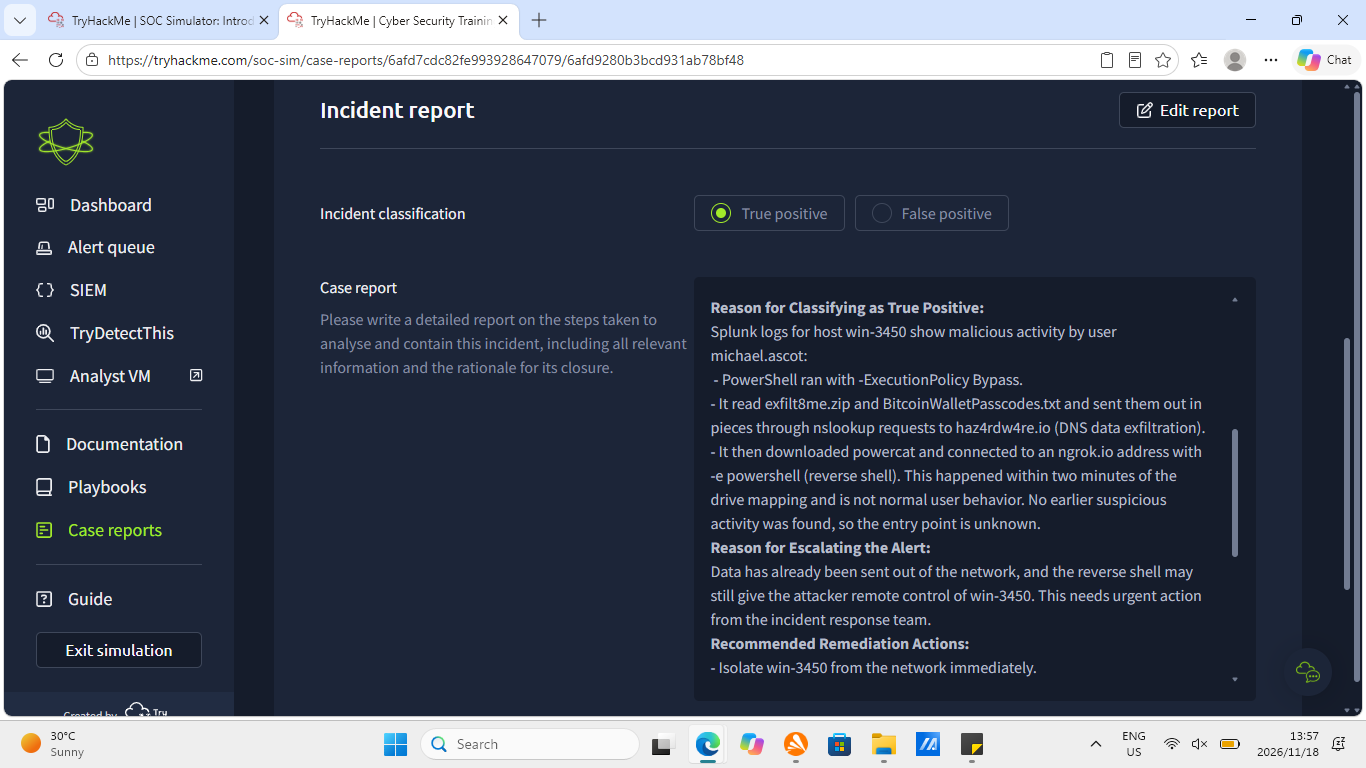 TryHackMe | SOC Simulator: Introd
TryHackMe | Cyber Security Trainin
https://tryhackme.com/soc-sim/case-reports/6afd7cdc82fe993928647079/6afd9280b3bcd931ab78bf48
Chat
Dashboard
Alert queue
SIEM
TryDetectThis
Analyst VM
Documentation
Playbooks
Case reports
Guide
Exit simulation
Created by
Try
Incident report
Edit report
Incident classification
True positive
False positive
Case report
Please write a detailed report on the steps taken to
analyse and contain this incident, including all relevant
information and the rationale for its closure.
Reason for Classifying as True Positive:
Splunk logs for host win-3450 show malicious activity by user
michael.ascot:
- PowerShell ran with -ExecutionPolicy Bypass.
- It read exfilt8me.zip and BitcoinWalletPasscodes.txt and sent them out in
pieces through nslookup requests to haz4rdw4re.io (DNS data exfiltration).
- It then downloaded powercat and connected to an ngrok.io address with
-e powershell (reverse shell). This happened within two minutes of the
drive mapping and is not normal user behavior. No earlier suspicious
activity was found, so the entry point is unknown.
Reason for Escalating the Alert:
Data has already been sent out of the network, and the reverse shell may
still give the attacker remote control of win-3450. This needs urgent action
from the incident response team.
Recommended Remediation Actions:
- Isolate win-3450 from the network immediately.
30°C
Sunny
Search
ENG
US
13:57
2026/11/18